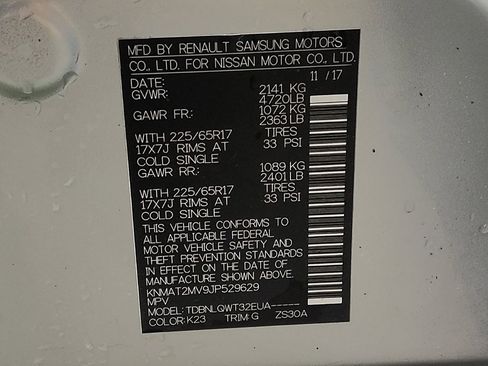 MFD BY RENAULT SAMSUNG MOTORS
CO., LTD. FOR NISSAN MOTOR CO., LTD.
DATE: 11 / 17
GVWR: 2141 KG
4720LB
GAWR FR: 1072 KG
2363LB
WITH 225/65R17 TIRES
17X7J RIMS AT 33 PSI
COLD SINGLE
GAWR RR: 1089 KG
2401LB
WITH 225/65R17 TIRES
17X7J RIMS AT 33 PSI
COLD SINGLE
THIS VEHICLE CONFORMS TO
ALL APPLICABLE FEDERAL
MOTOR VEHICLE SAFETY AND
THEFT PREVENTION STANDARDS
IN EFFECT ON THE DATE OF
MANUFACTURE SHOWN ABOVE.
KNMAT2MV9JP529629
MPV
MODEL: TDBNLQWT32EUA-----
COLOR: K23 TRIM: G ZS30A